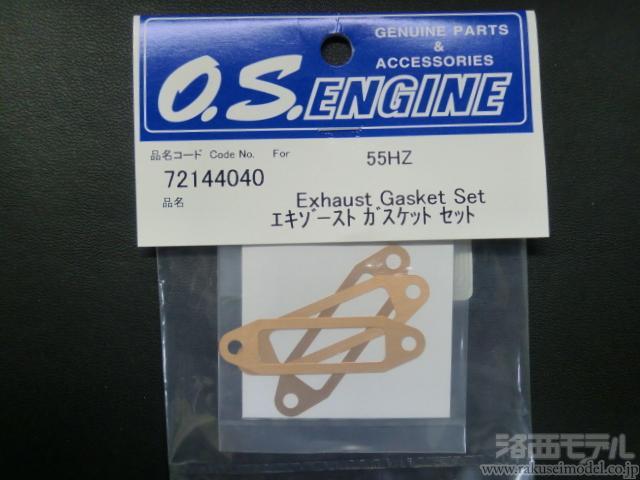 GENUINE PARTS
&
ACCESSORIES
O.S.ENGINE
品名コード Code No. For
55HZ
72144040
品名
Exhaust Gasket Set
エキゾースト ガスケット セット
洛西モデル
www.rakuseimodel.co.jp